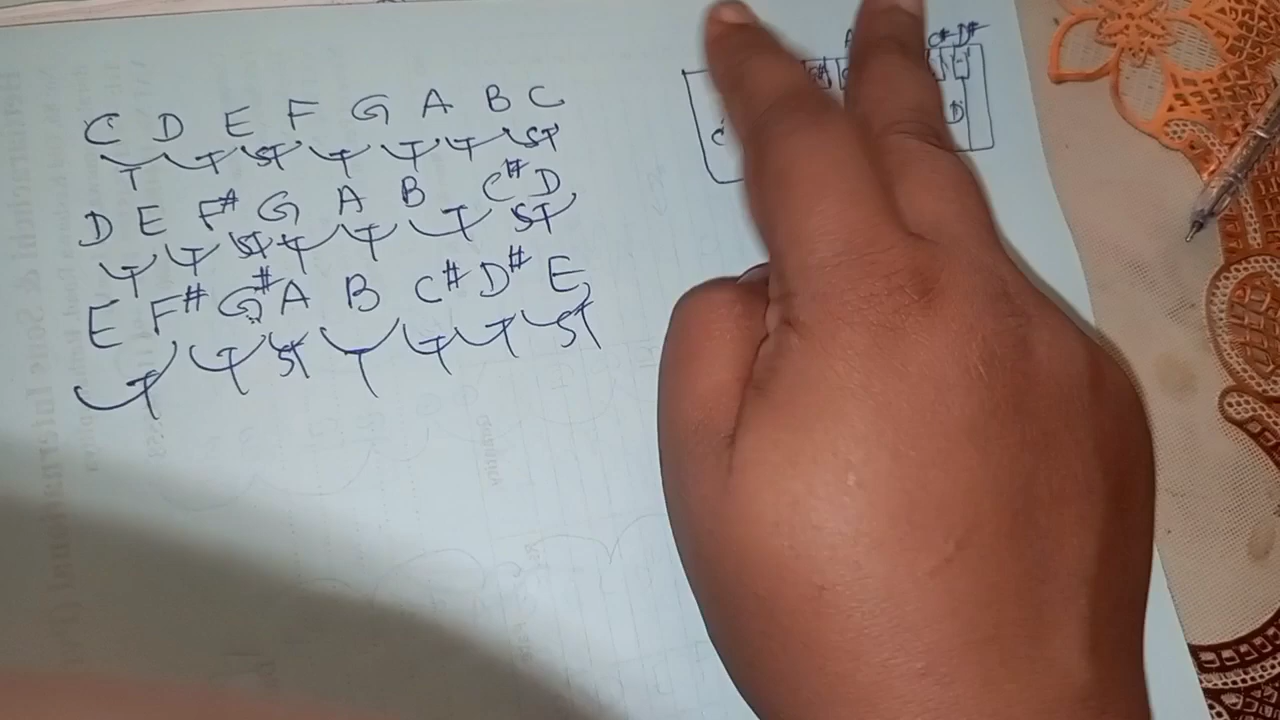 C D E F G A B C
T T ST T T T ST
D E F# G A B C# D
T T ST T T T ST
E F# G# A B C# D# E
T T ST T T T ST
C# D#
G#
C
D